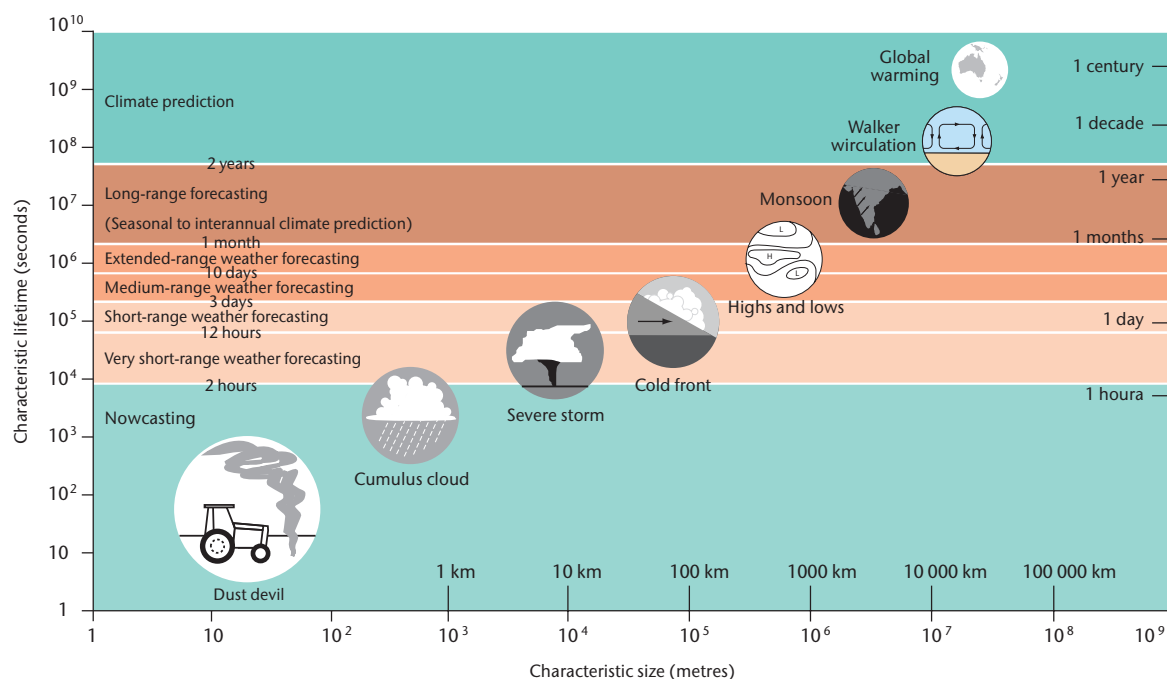 10^10
10^9
10^8
10^7
10^6
10^5
10^4
10^3
10^2
10
1
Characteristic lifetime (seconds)
Climate prediction
2 years
Long-range forecasting
(Seasonal to interannual climate prediction)
1 month
Extended-range weather forecasting
10 days
Medium-range weather forecasting
3 days
Short-range weather forecasting
12 hours
Very short-range weather forecasting
2 hours
Nowcasting
Global
warming
Walker
wirculation
Monsoon
L
H
L
Highs and lows
Cold front
Severe storm
Cumulus cloud
Dust devil
1 century
1 decade
1 year
1 months
1 day
1 houra
1 km
10 km
100 km
1000 km
10 000 km
100 000 km
1
10
10^2
10^3
10^4
10^5
10^6
10^7
10^8
10^9
Characteristic size (metres)